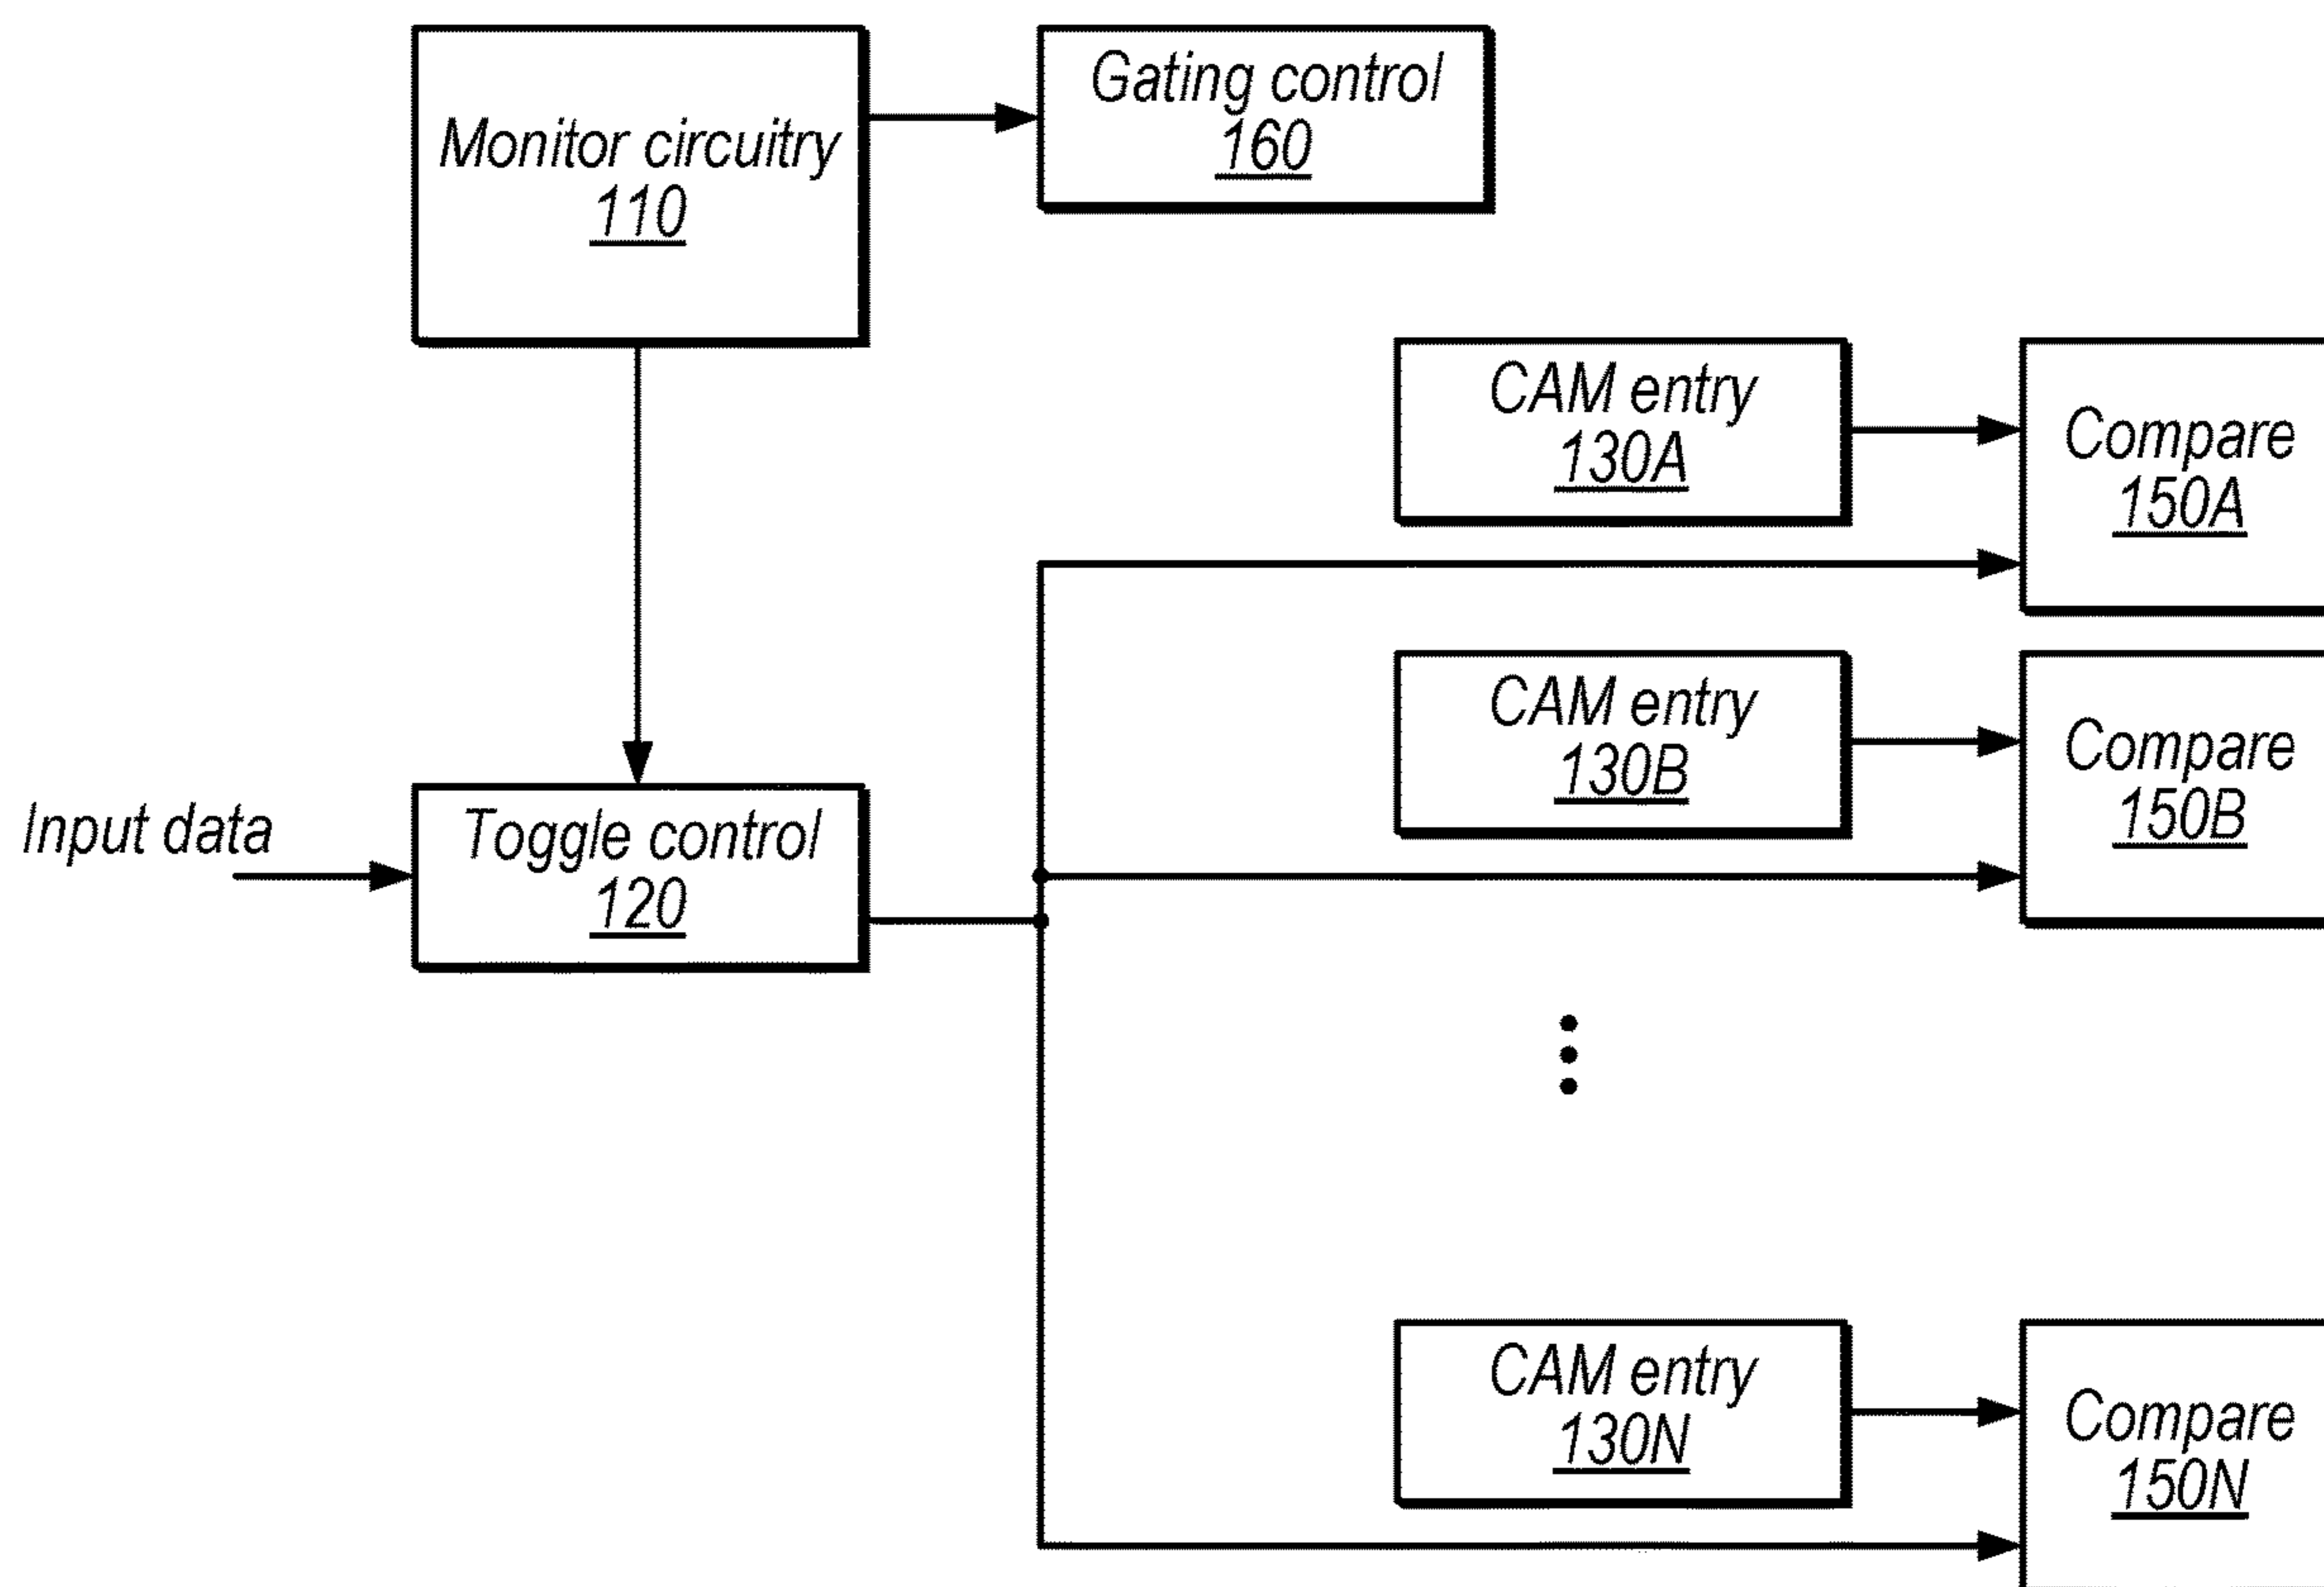 Monitor circuitry
110
Gating control
160
CAM entry
130A
Compare
150A
CAM entry
130B
Compare
150B
Input data
Toggle control
120
CAM entry
130N
Compare
150N